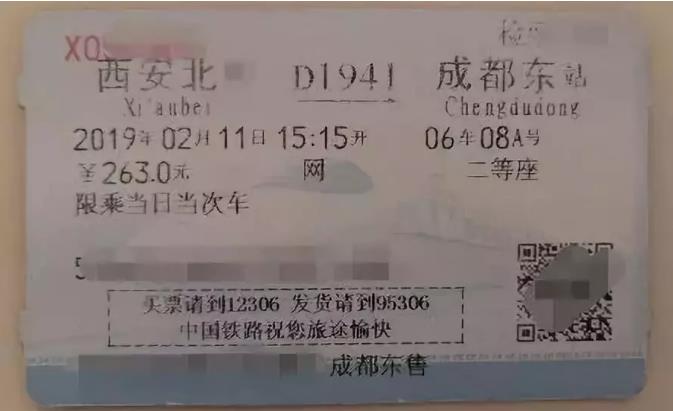 XO
检
西安北 D1941 成都东站
Xi'anbei Chengdudong
2019年02月11日 15:15开 06车08A号
￥263.0元 网 二等座
限乘当日当次车
5
买票请到12306 发货请到95306
中国铁路祝您旅途愉快
成都东售